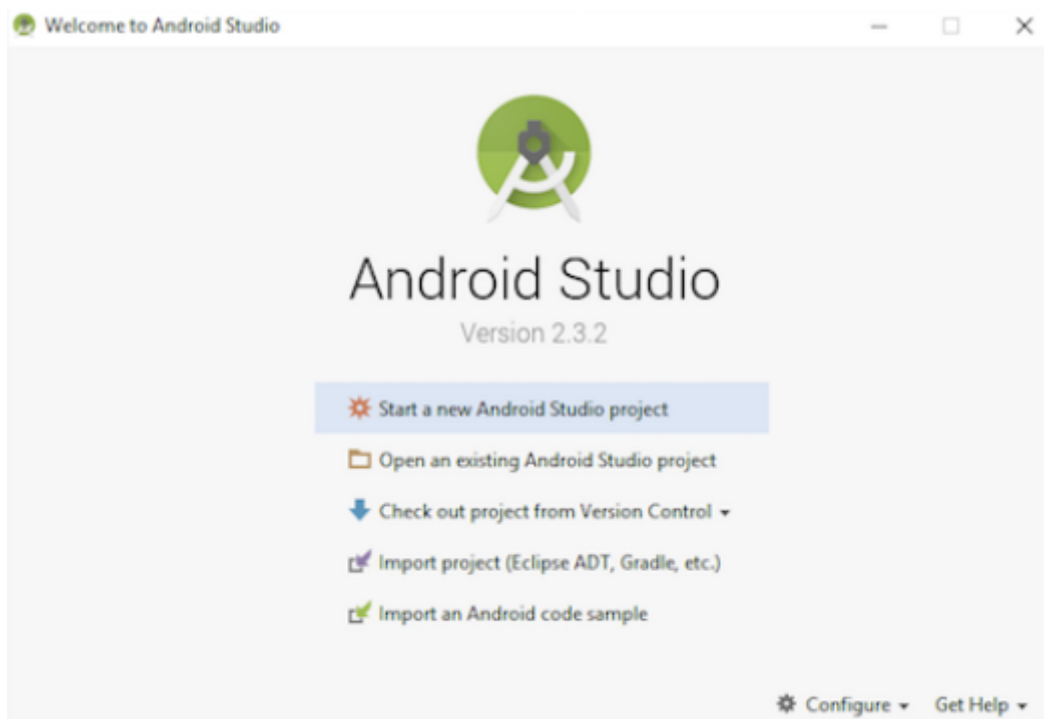 Welcome to Android Studio
Android Studio
Version 2.3.2
Start a new Android Studio project
Open an existing Android Studio project
Check out project from Version Control
Import project (Eclipse ADT, Gradle, etc.)
Import an Android code sample
Configure Get Help